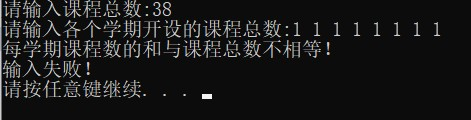 请输入课程总数:38
请输入各个学期开设的课程总数:1 1 1 1 1 1 1 1
每学期课程数的和与课程总数不相等!
输入失败!
请按任意键继续. . .